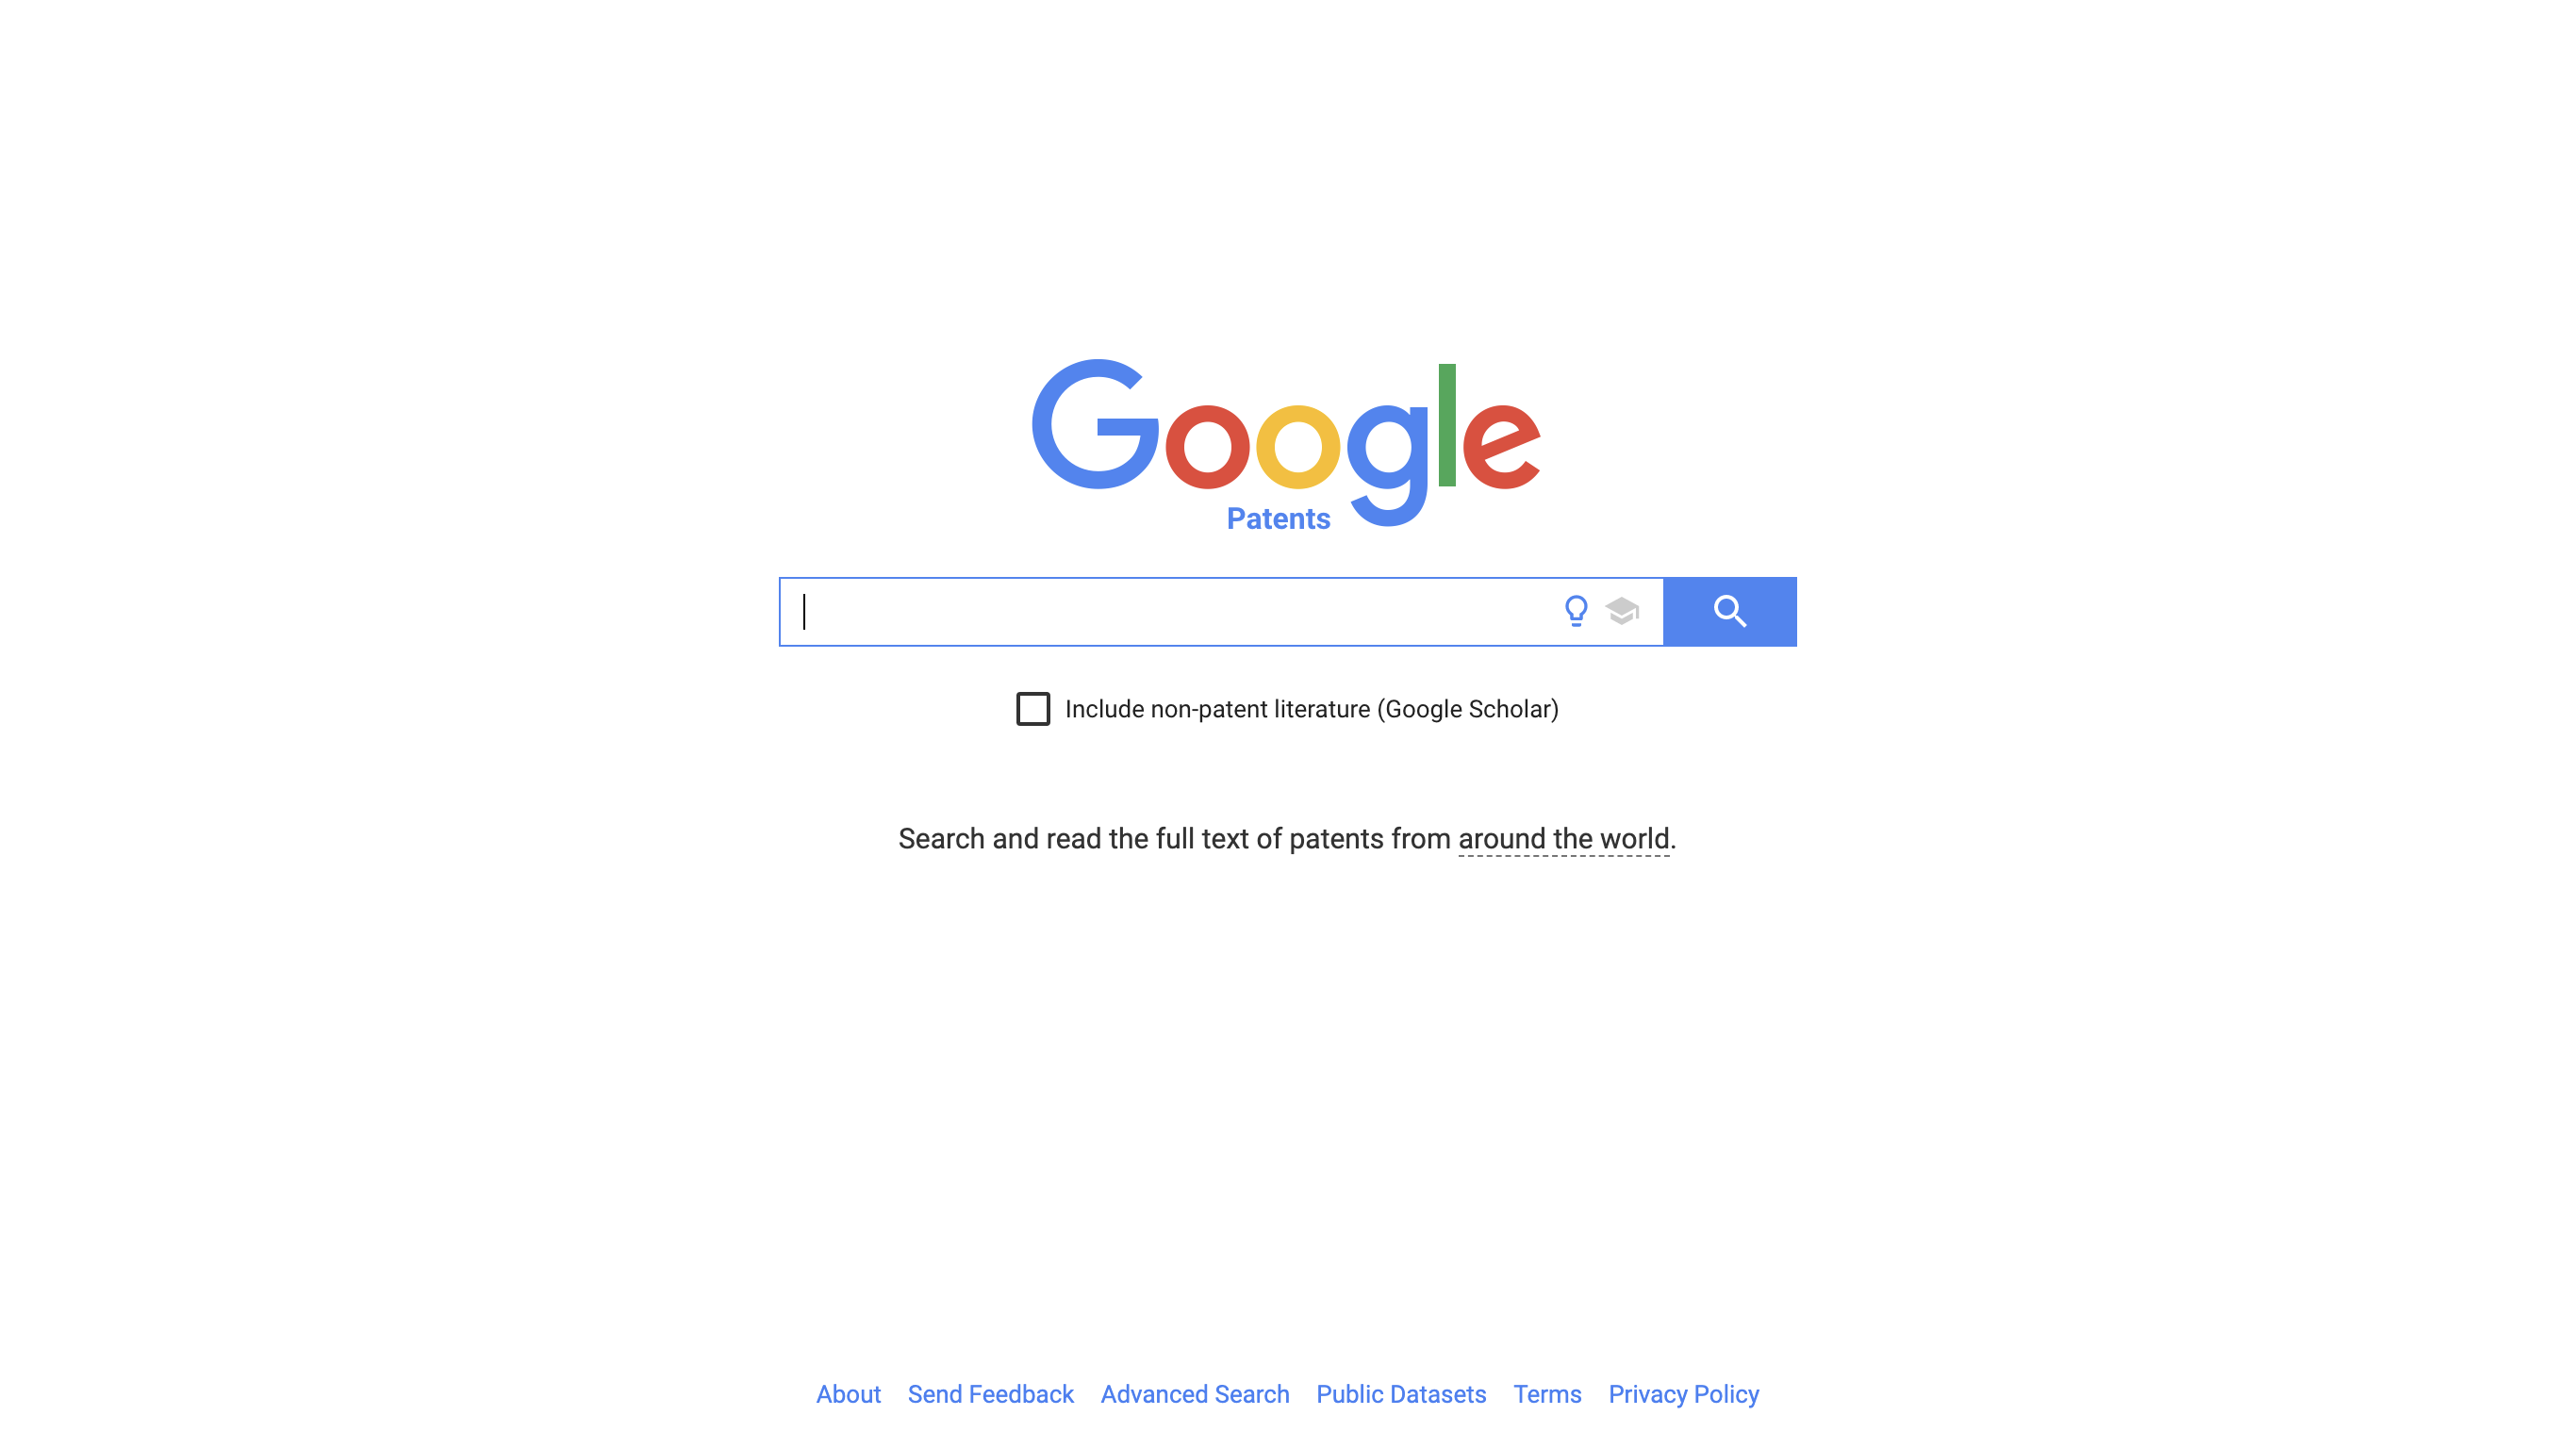 Google
Patents
Include non-patent literature (Google Scholar)
Search and read the full text of patents from around the world.
About Send Feedback Advanced Search Public Datasets Terms Privacy Policy